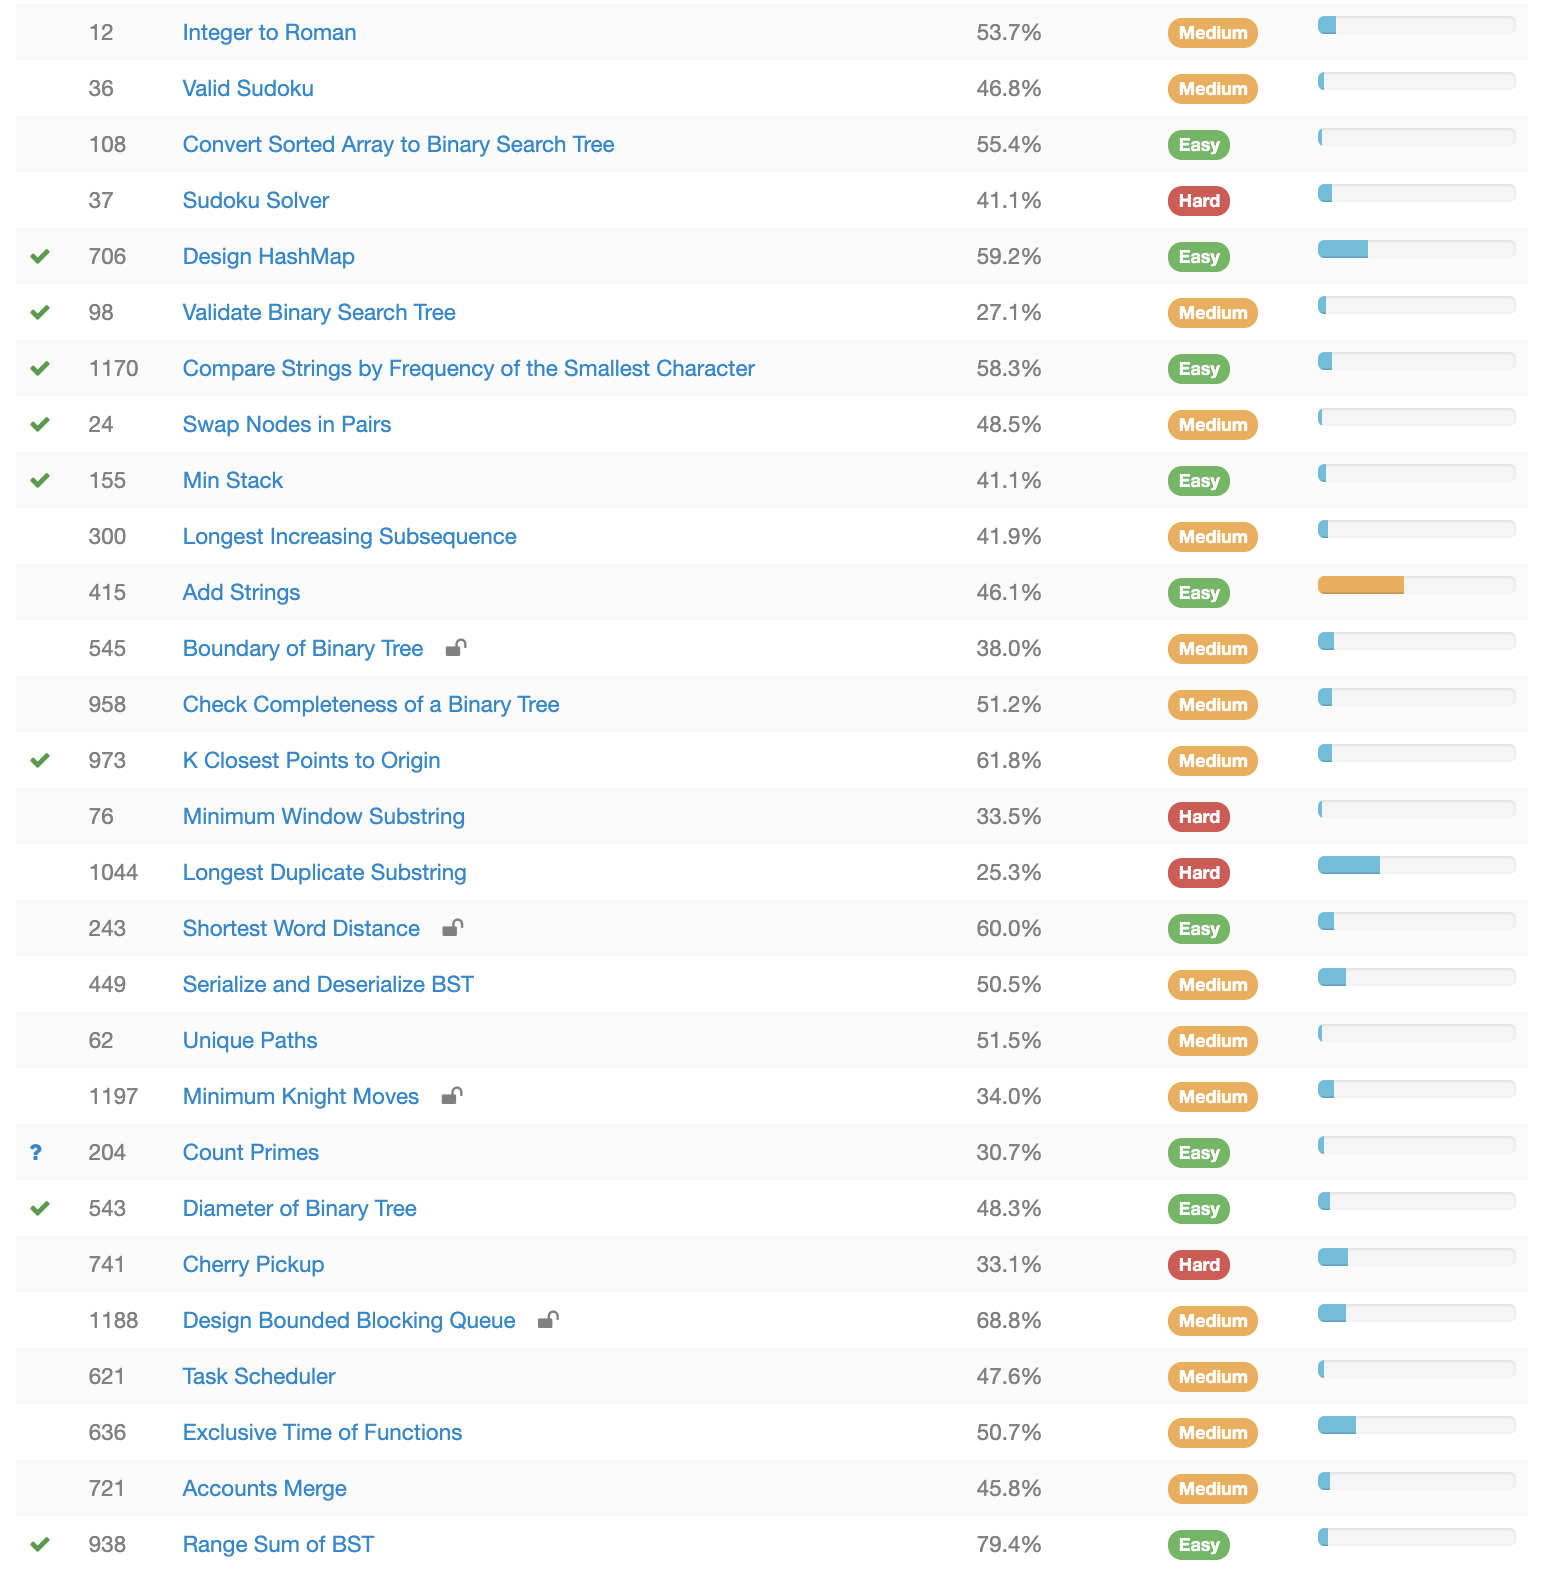 12 Integer to Roman 53.7% Medium
36 Valid Sudoku 46.8% Medium
108 Convert Sorted Array to Binary Search Tree 55.4% Easy
37 Sudoku Solver 41.1% Hard
706 Design HashMap 59.2% Easy
98 Validate Binary Search Tree 27.1% Medium
1170 Compare Strings by Frequency of the Smallest Character 58.3% Easy
24 Swap Nodes in Pairs 48.5% Medium
155 Min Stack 41.1% Easy
300 Longest Increasing Subsequence 41.9% Medium
415 Add Strings 46.1% Easy
545 Boundary of Binary Tree 38.0% Medium
958 Check Completeness of a Binary Tree 51.2% Medium
973 K Closest Points to Origin 61.8% Medium
76 Minimum Window Substring 33.5% Hard
1044 Longest Duplicate Substring 25.3% Hard
243 Shortest Word Distance 60.0% Easy
449 Serialize and Deserialize BST 50.5% Medium
62 Unique Paths 51.5% Medium
1197 Minimum Knight Moves 34.0% Medium
? 204 Count Primes 30.7% Easy
543 Diameter of Binary Tree 48.3% Easy
741 Cherry Pickup 33.1% Hard
1188 Design Bounded Blocking Queue 68.8% Medium
621 Task Scheduler 47.6% Medium
636 Exclusive Time of Functions 50.7% Medium
721 Accounts Merge 45.8% Medium
938 Range Sum of BST 79.4% Easy